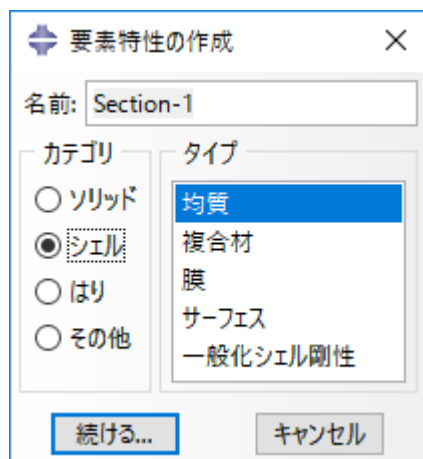 要素特性の作成
名前: Section-1
カテゴリ
ソリッド
シェル
はり
その他
タイプ
均質
複合材
膜
サーフェス
一般化シェル剛性
続ける...
キャンセル